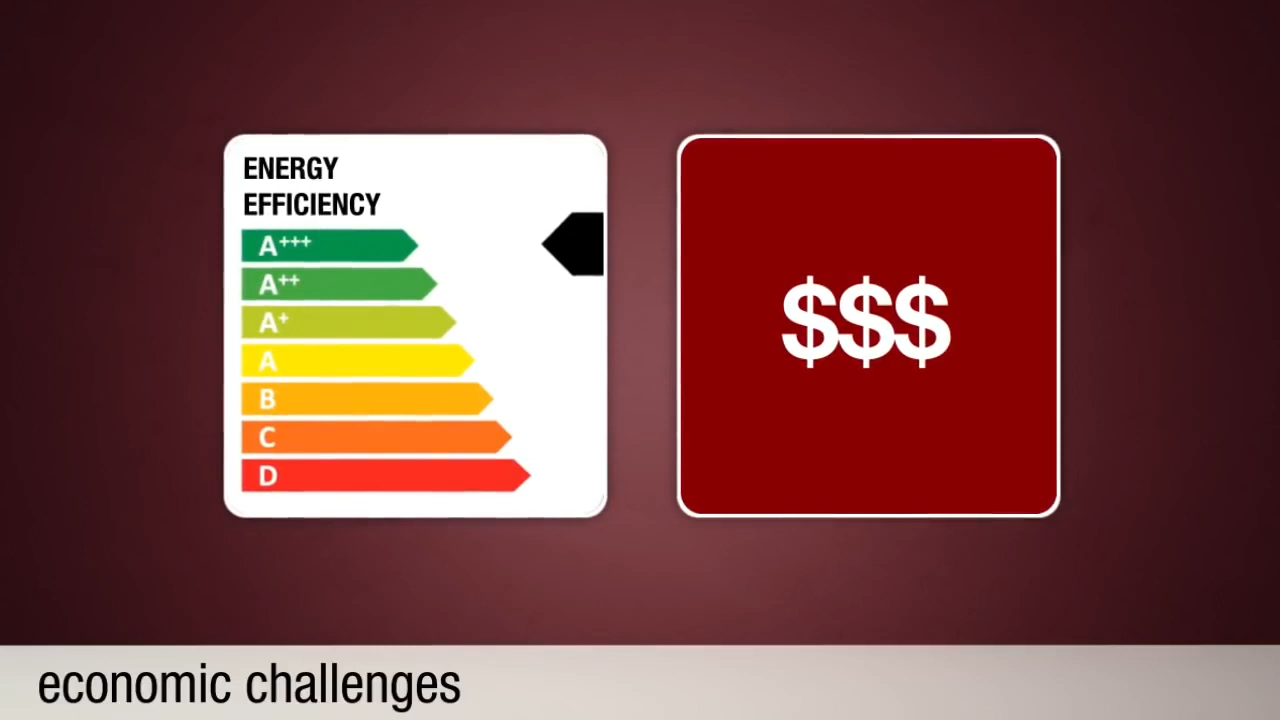 ENERGY
EFFICIENCY
A+++
A++
A+
A
B
C
D
$$$
economic challenges